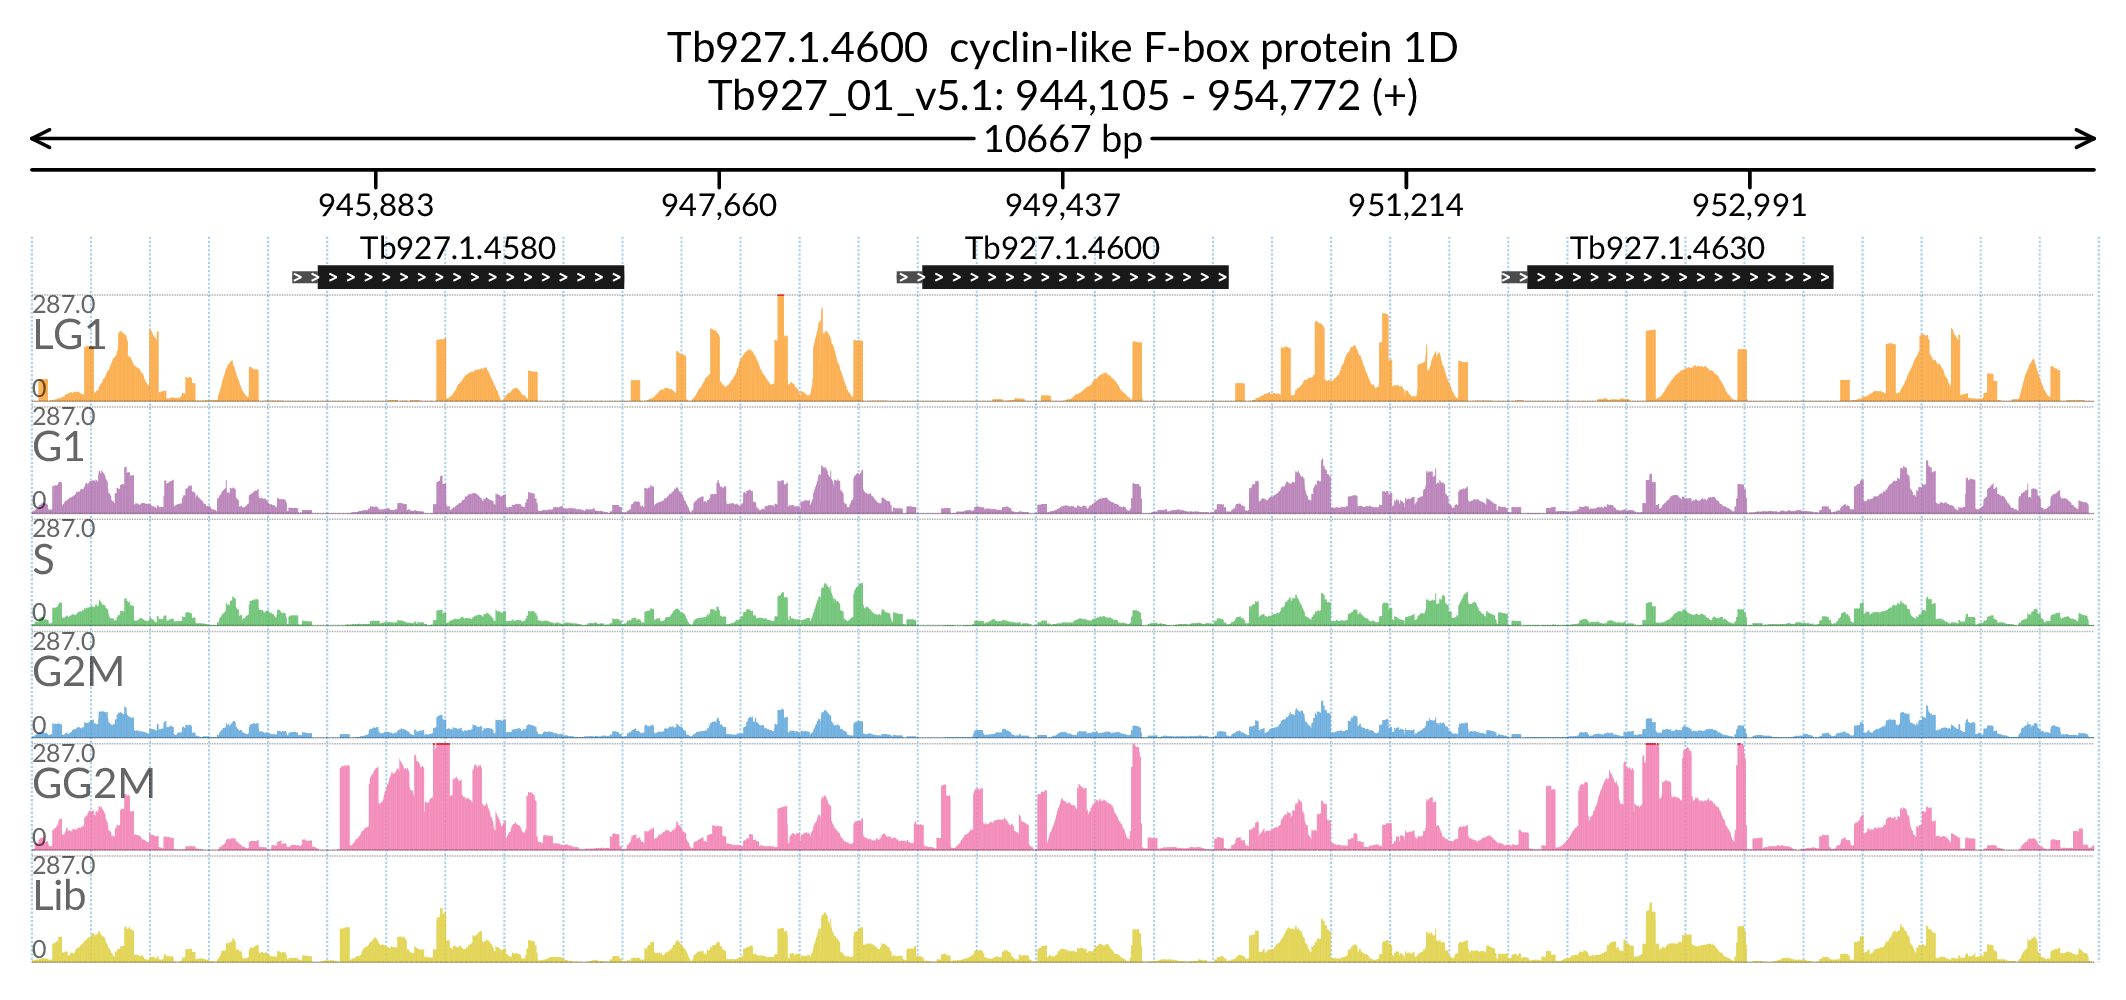 Tb927.1.4600  cyclin-like F-box protein 1D
Tb927_01_v5.1: 944,105 - 954,772 (+)
10667 bp
945,883 947,660 949,437 951,214 952,991
Tb927.1.4580 Tb927.1.4600 Tb927.1.4630
287.0
LG1
0
287.0
G1
0
287.0
S
0
287.0
G2M
0
287.0
GG2M
0
287.0
Lib
0